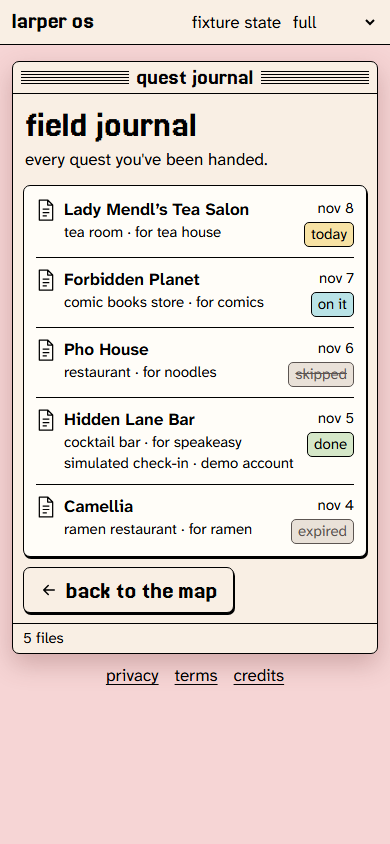 larper os fixture state full
quest journal
field journal
every quest you've been handed.
Lady Mendl’s Tea Salon nov 8
tea room · for tea house today
Forbidden Planet nov 7
comic books store · for comics on it
Pho House nov 6
restaurant · for noodles skipped
Hidden Lane Bar nov 5
cocktail bar · for speakeasy done
simulated check-in · demo account
Camellia nov 4
ramen restaurant · for ramen expired
← back to the map
5 files
privacy terms credits